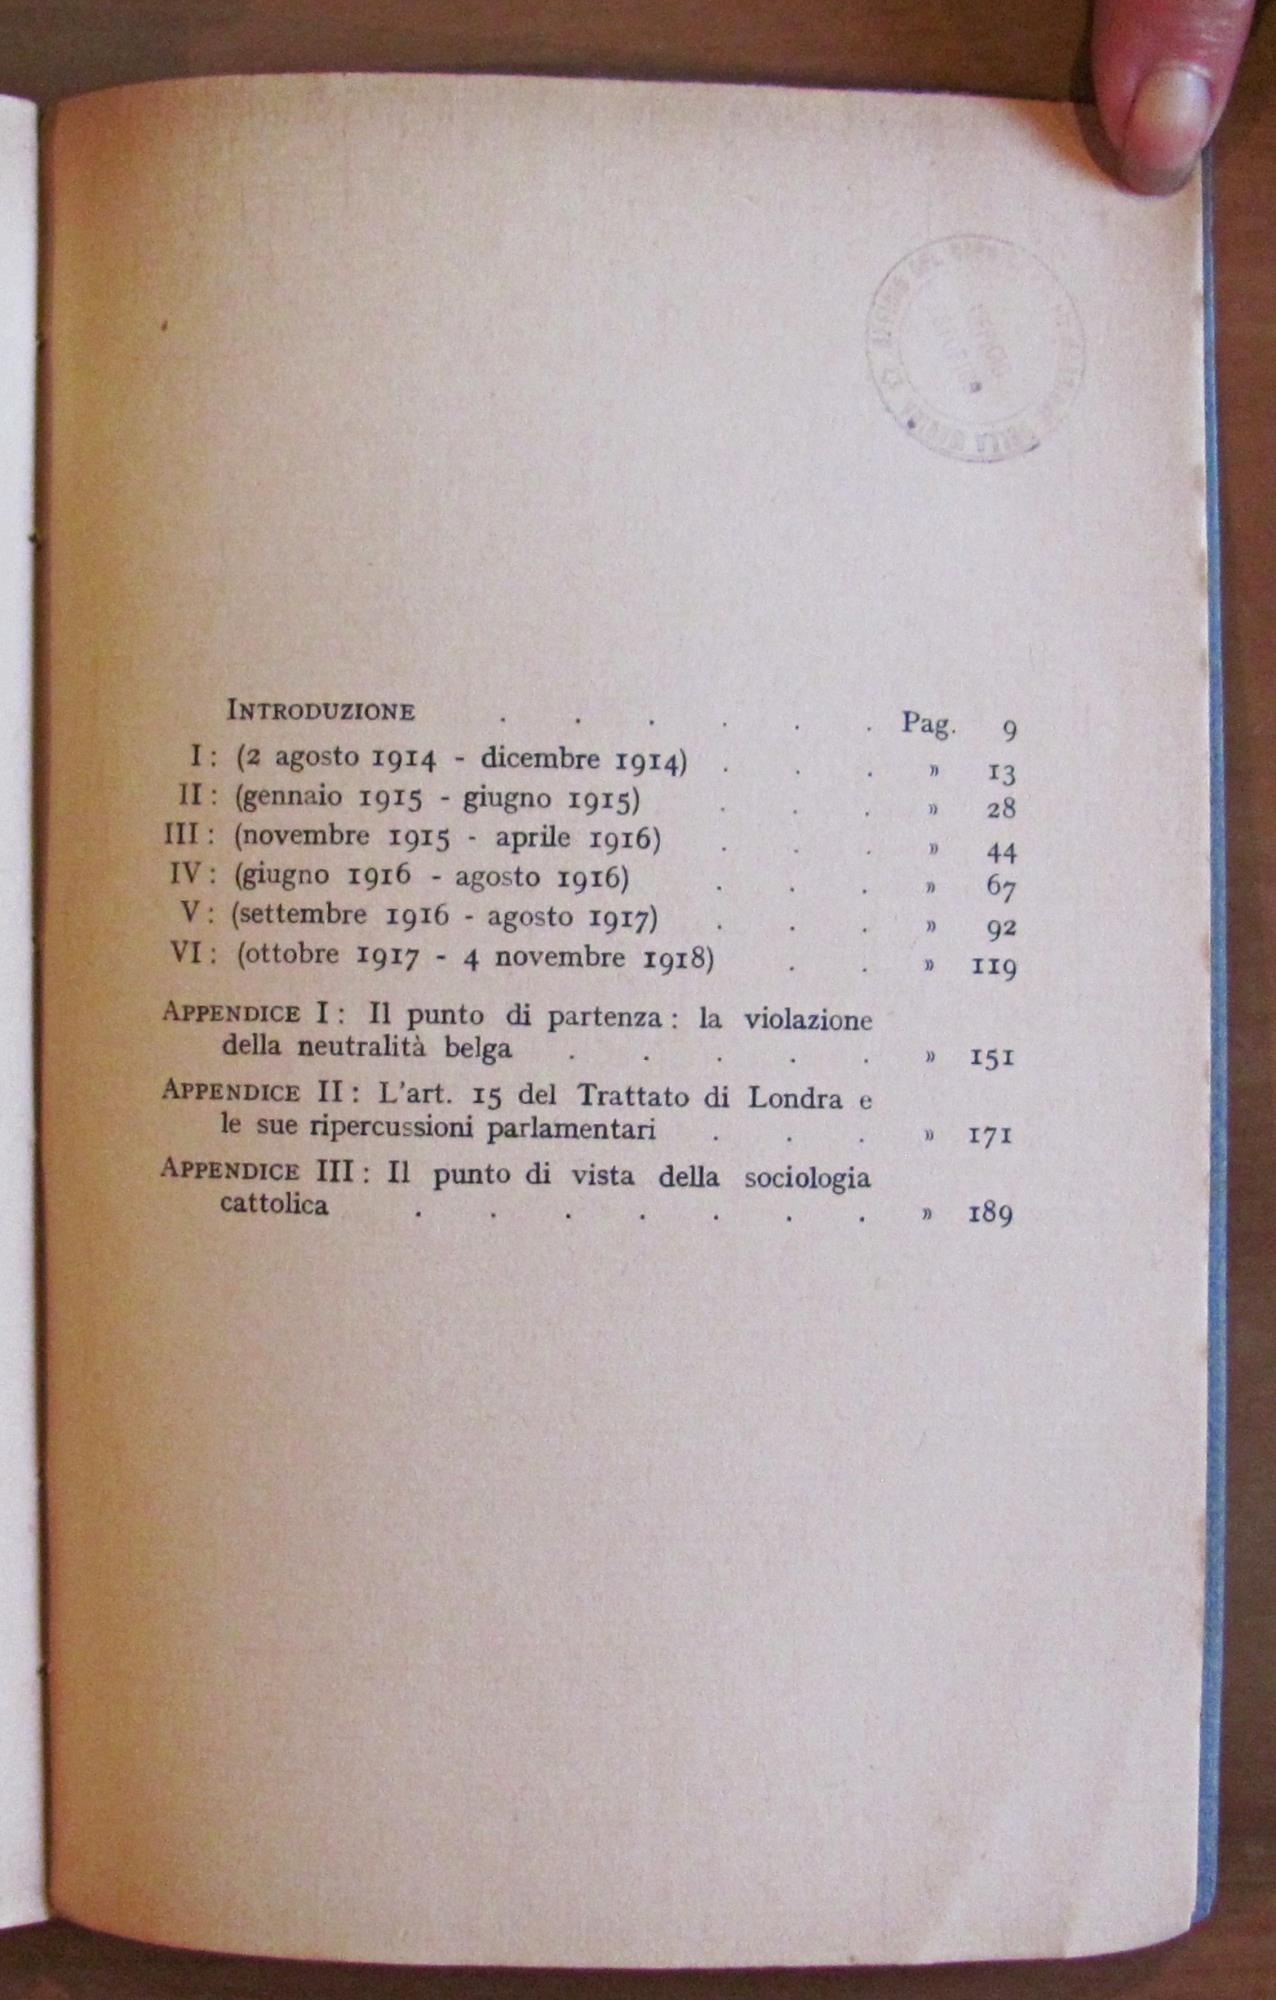 INTRODUZIONE . . . . . . Pag. 9
I : (2 agosto 1914 - dicembre 1914) . . . » 13
II : (gennaio 1915 - giugno 1915) . . . » 28
III : (novembre 1915 - aprile 1916) . . . » 44
IV : (giugno 1916 - agosto 1916) . . . » 67
V : (settembre 1916 - agosto 1917) . . . » 92
VI : (ottobre 1917 - 4 novembre 1918) . . » 119
APPENDICE I : Il punto di partenza : la violazione
della neutralità belga . . . . . » 151
APPENDICE II : L'art. 15 del Trattato di Londra e
le sue ripercussioni parlamentari . . . » 171
APPENDICE III : Il punto di vista della sociologia
cattolica . . . . . . . » 189